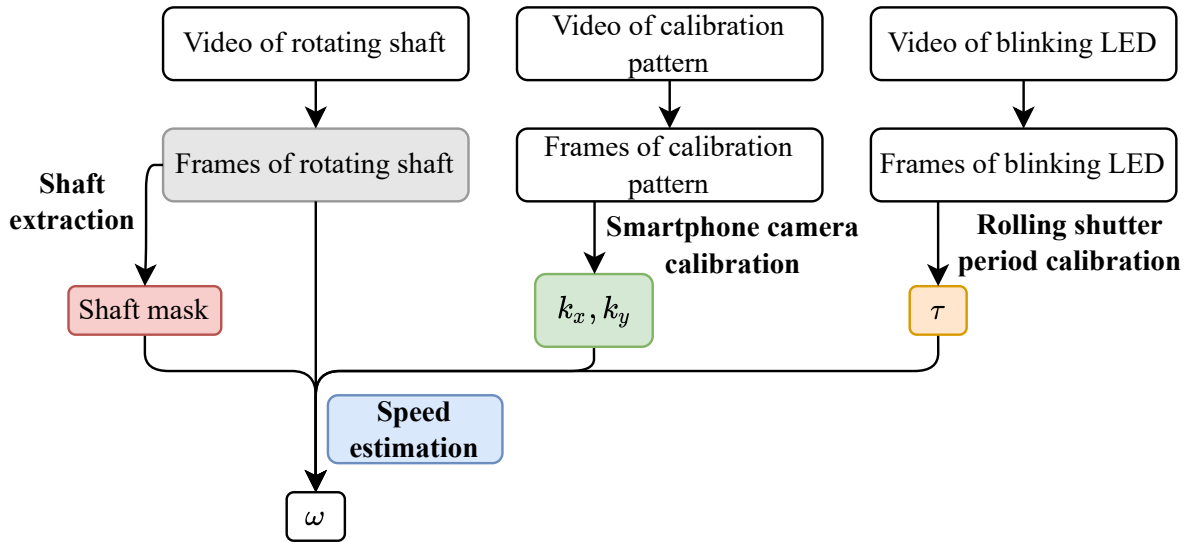 Video of rotating shaft
Video of calibration
pattern
Video of blinking LED
Frames of rotating shaft
Frames of calibration
pattern
Frames of blinking LED
Shaft
extraction
Smartphone camera
calibration
Rolling shutter
period calibration
Shaft mask
k_x, k_y
τ
Speed
estimation
ω